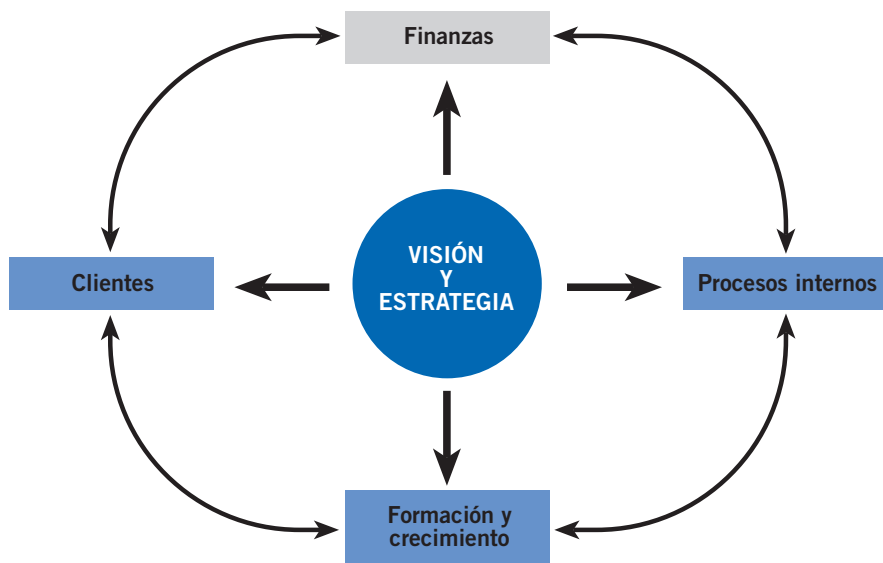 Finanzas
VISIÓN
Y
ESTRATEGIA
Clientes
Procesos internos
Formación y
crecimiento